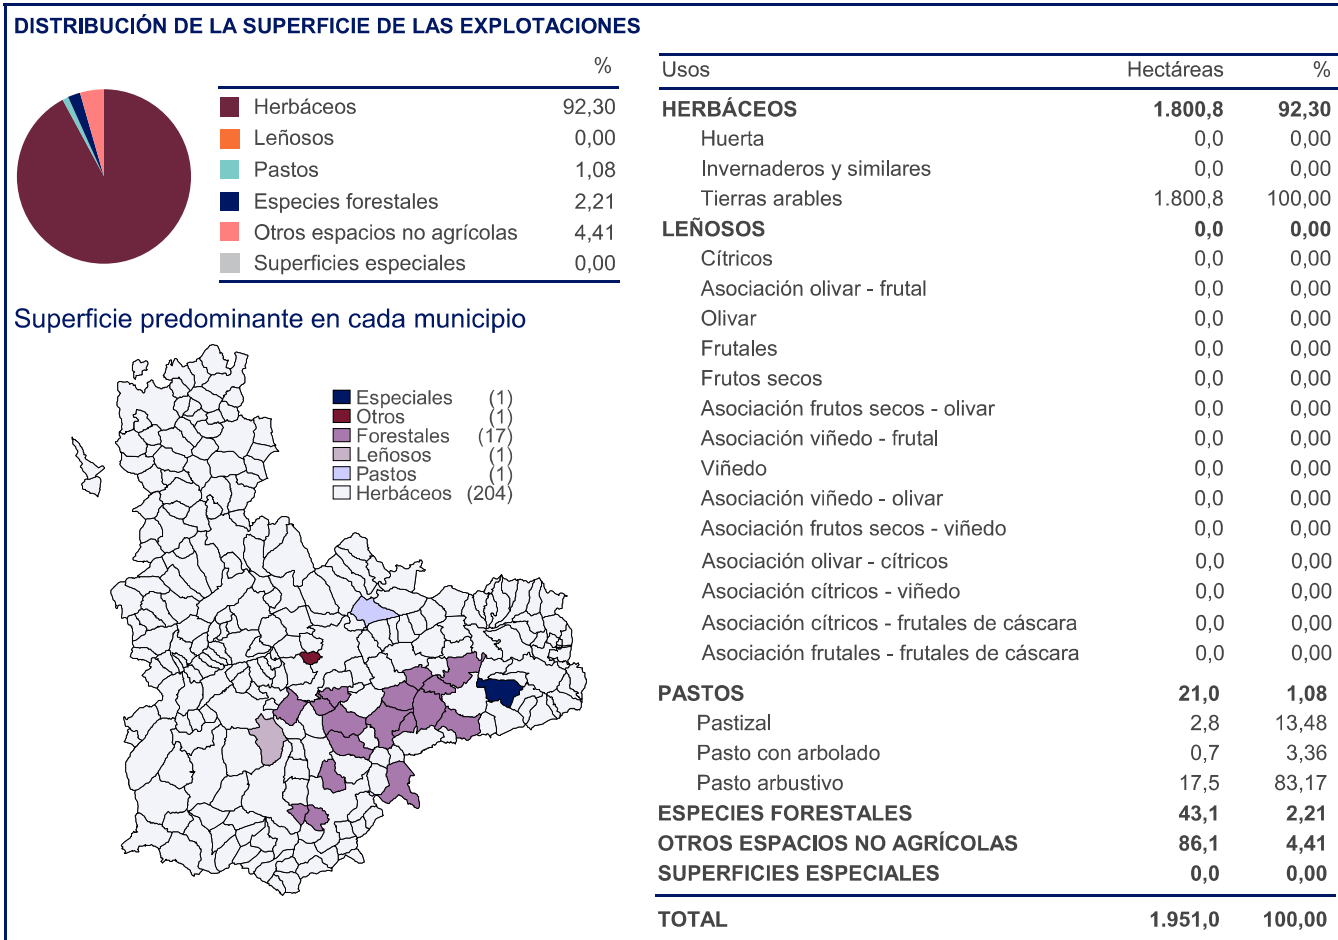 DISTRIBUCIÓN DE LA SUPERFICIE DE LAS EXPLOTACIONES
%
Herbáceos 92,30
Leñosos 0,00
Pastos 1,08
Especies forestales 2,21
Otros espacios no agrícolas 4,41
Superficies especiales 0,00
Superficie predominante en cada municipio
Especiales (1)
Otros (1)
Forestales (17)
Leñosos (1)
Pastos (1)
Herbáceos (204)
Usos Hectáreas %
HERBÁCEOS 1.800,8 92,30
Huerta 0,0 0,00
Invernaderos y similares 0,0 0,00
Tierras arables 1.800,8 100,00
LEÑOSOS 0,0 0,00
Cítricos 0,0 0,00
Asociación olivar - frutal 0,0 0,00
Olivar 0,0 0,00
Frutales 0,0 0,00
Frutos secos 0,0 0,00
Asociación frutos secos - olivar 0,0 0,00
Asociación viñedo - frutal 0,0 0,00
Viñedo 0,0 0,00
Asociación viñedo - olivar 0,0 0,00
Asociación frutos secos - viñedo 0,0 0,00
Asociación olivar - cítricos 0,0 0,00
Asociación cítricos - viñedo 0,0 0,00
Asociación cítricos - frutales de cáscara 0,0 0,00
Asociación frutales - frutales de cáscara 0,0 0,00
PASTOS 21,0 1,08
Pastizal 2,8 13,48
Pasto con arbolado 0,7 3,36
Pasto arbustivo 17,5 83,17
ESPECIES FORESTALES 43,1 2,21
OTROS ESPACIOS NO AGRÍCOLAS 86,1 4,41
SUPERFICIES ESPECIALES 0,0 0,00
TOTAL 1.951,0 100,00